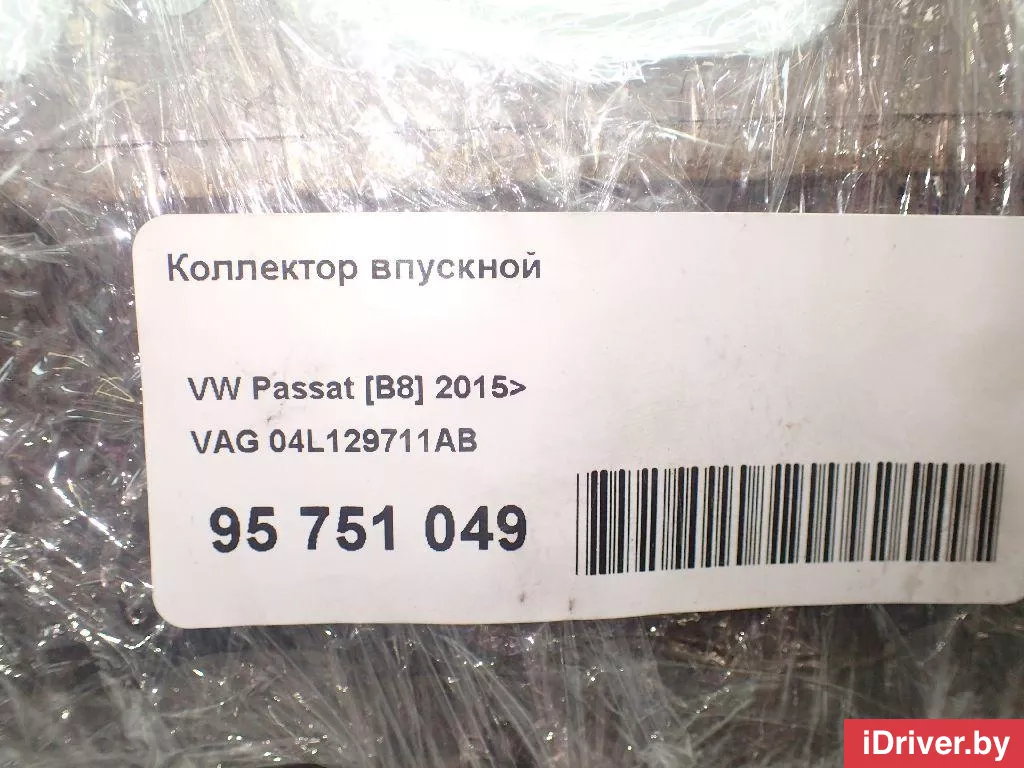 Коллектор впускной
VW Passat [B8] 2015>
VAG 04L129711AB
95 751 049
iDriver.by